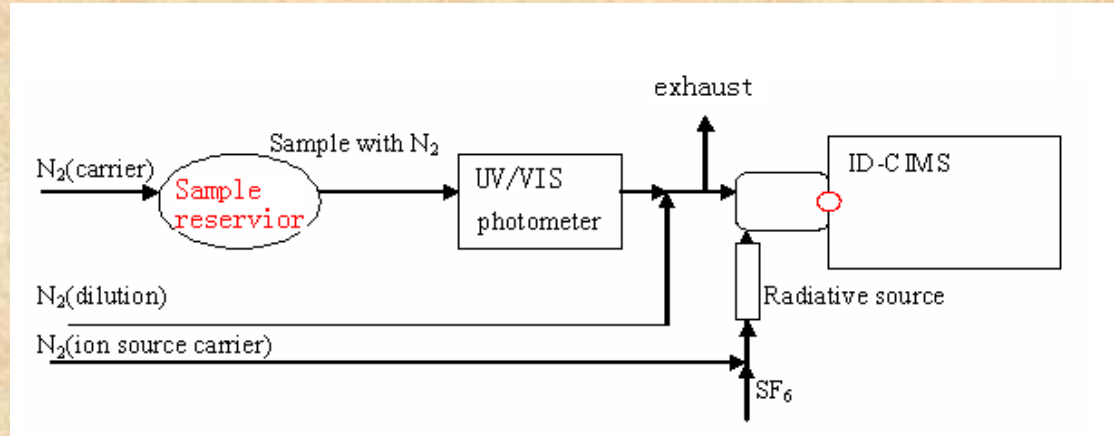 exhaust
Sample with N₂
N₂(carrier)
Sample
reservior
UV/VIS
photometer
ID-CIMS
N₂(dilution)
Radiative source
N₂(ion source carrier)
SF₆